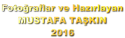 Fotoğraflar ve Hazırlayan
MUSTAFA TAŞKIN
2016